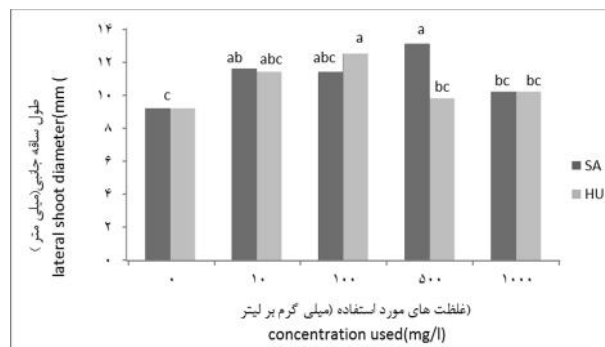 ۱۴
۱۲
۱۰
۸
۶
۴
۲
۰
طول ساقه جانبی(میلی متر )
lateral shoot diameter(mm (
c
ab
abc
abc
a
a
bc
bc
bc
SA
HU
۰
۱۰
۱۰۰
۵۰۰
۱۰۰۰
(غلظت های مورد استفاده (میلی گرم بر لیتر
concentration used(mg/l)